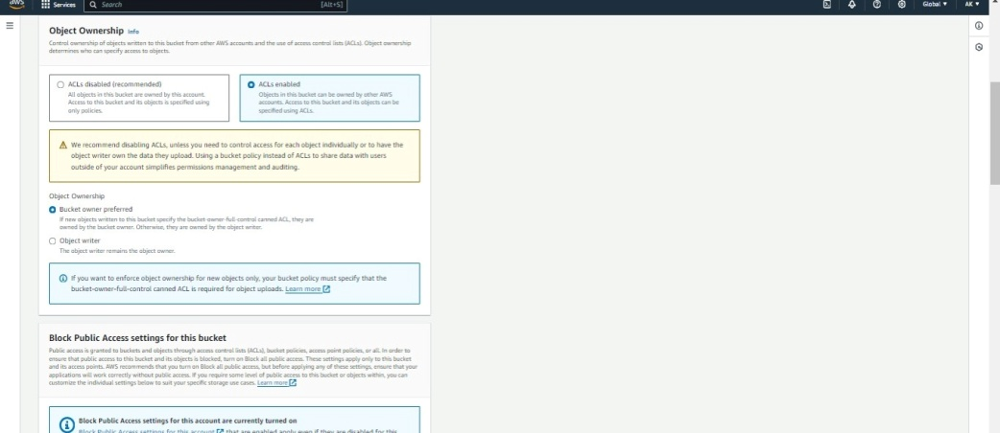 aws
Services
Search
[Alt+S]
Global ▼
AK ▼
Object Ownership Info
Control ownership of objects written to this bucket from other AWS accounts and the use of access control lists (ACLs). Object ownership
determines who can specify access to objects.
ACLs disabled (recommended)
All objects in this bucket are owned by this account.
Access to this bucket and its objects is specified using
only policies.
ACLs enabled
Objects in this bucket can be owned by other AWS
accounts. Access to this bucket and its objects can be
specified using ACLs.
We recommend disabling ACLs, unless you need to control access for each object individually or to have the
object writer own the data they upload. Using a bucket policy instead of ACLs to share data with users
outside of your account simplifies permissions management and auditing.
Object Ownership
Bucket owner preferred
If new objects written to this bucket specify the bucket-owner-full-control canned ACL, they are
owned by the bucket owner. Otherwise, they are owned by the object writer.
Object writer
The object writer remains the object owner.
If you want to enforce object ownership for new objects only, your bucket policy must specify that the
bucket-owner-full-control canned ACL is required for object uploads. Learn more
Block Public Access settings for this bucket
Public access is granted to buckets and objects through access control lists (ACLs), bucket policies, access point policies, or all. In order to
ensure that public access to this bucket and its objects is blocked, turn on Block all public access. These settings apply only to this bucket
and its access points. AWS recommends that you turn on Block all public access, but before applying any of these settings, ensure that your
applications will work correctly without public access. If you require some level of public access to this bucket or objects within, you can
customize the individual settings below to suit your specific storage use cases. Learn more
Block Public Access settings for this account are currently turned on
Block Public Access settings for this account that are enabled apply even if they are disabled for this